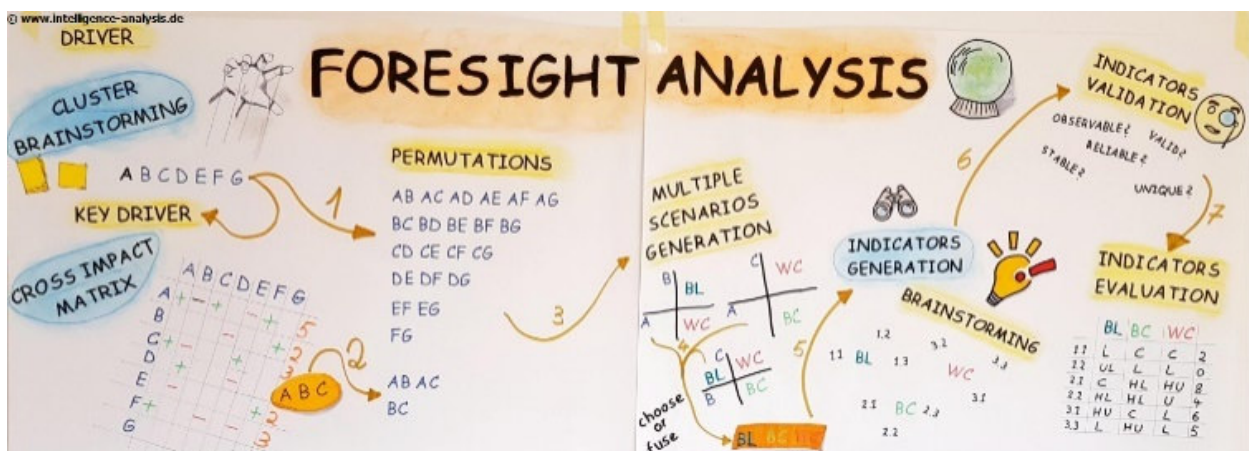 © www.intelligence-analysis.de
DRIVER
FORESIGHT ANALYSIS
CLUSTER
BRAINSTORMING
A B C D E F G
KEY DRIVER
CROSS IMPACT
MATRIX
A B C D E F G
A + - + - + 5
B
C
D
E
F
G
2
2
3
A B C
1
PERMUTATIONS
AB AC AD AE AF AG
BC BD BE BF BG
CD CE CF CG
DE DF DG
EF EG
FG
2
AB AC
BC
3
MULTIPLE
SCENARIOS
GENERATION
B BL
A WC
C WC
BC
4
C WC
BL
B BC
choose
or
fuse
BL BC WC
5
INDICATORS
GENERATION
BRAINSTORMING
1.2
1.1 BL 1.3
3.2
3.3
WC
3.1
2.1 BC 2.3
2.2
6
INDICATORS
VALIDATION
OBSERVABLE? VALID?
RELIABLE?
STABLE?
UNIQUE?
7
INDICATORS
EVALUATION
BL BC WC
1.1 L C C 2
UL L L 0
2.1 C HL HU 8
2.2 HL HL U 4
3.1 HU C L 6
3.3 L HU L 5